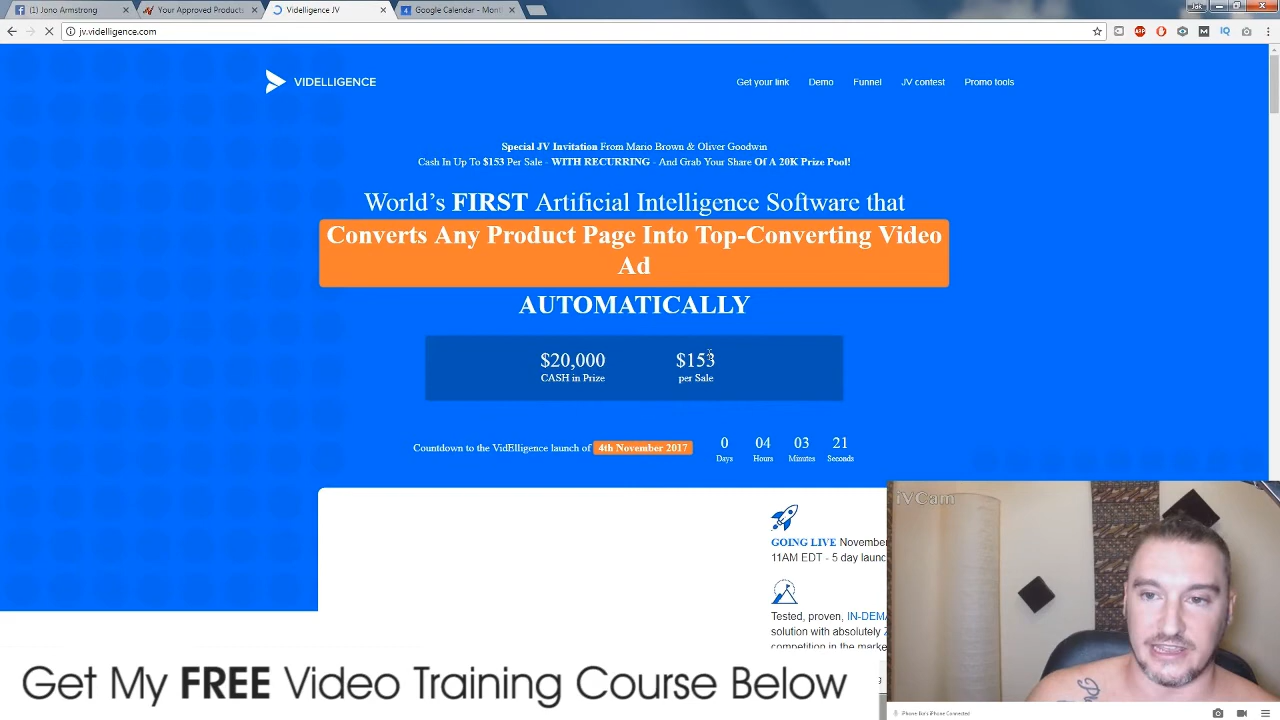 (1) Jono Armstrong
Your Approved Products
Videlligence JV
Google Calendar - Mont
Jak
jv.videlligence.com
VIDELLIGENCE
Get your link
Demo
Funnel
JV contest
Promo tools
Special JV Invitation From Mario Brown & Oliver Goodwin
Cash In Up To $153 Per Sale - WITH RECURRING - And Grab Your Share Of A 20K Prize Pool!
World's FIRST Artificial Intelligence Software that
Converts Any Product Page Into Top-Converting Video
Ad
AUTOMATICALLY
$20,000
CASH in Prize
$153
per Sale
Countdown to the VidElligence launch of 4th November 2017
0 04 03 21
Days Hours Minutes Seconds
iVCam
GOING LIVE November
11AM EDT - 5 day launc
Tested, proven, IN-DEMA
solution with absolutely Z
competition in the marke
Get My FREE Video Training Course Below